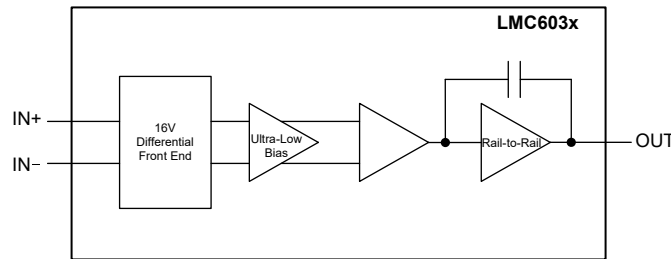 LMC603x
IN+
IN−
16V
Differential
Front End
Ultra-Low
Bias
Rail-to-Rail
OUT